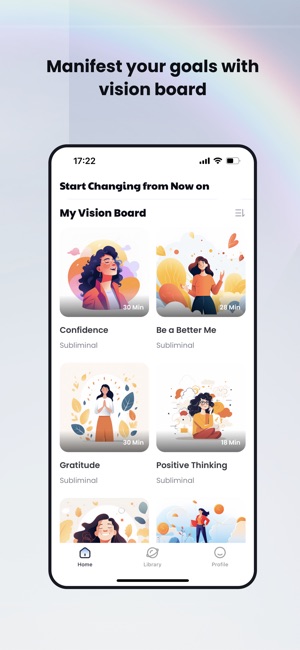 Manifest your goals with
vision board
17:22
Start Changing from Now on
My Vision Board
30 Min
28 Min
Confidence
Be a Better Me
Subliminal
Subliminal
30 Min
18 Min
Gratitude
Positive Thinking
Subliminal
Subliminal
Home
Library
Profile